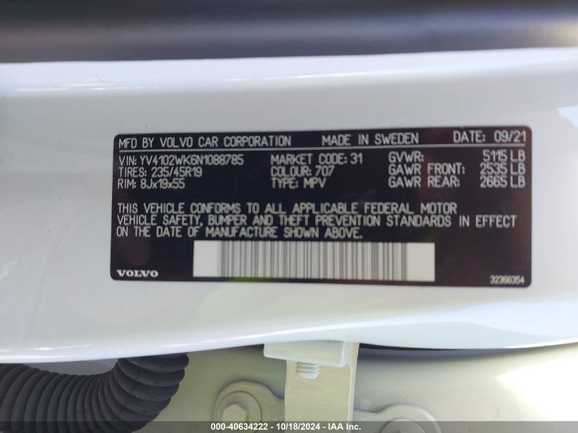 MFD BY VOLVO CAR CORPORATION MADE IN SWEDEN DATE: 09/21
VIN: YV4102WK6N1088785 MARKET CODE: 31 GVWR: 5115 LB
TIRES: 235/45R19 COLOUR: 707 GAWR FRONT: 2535 LB
RIM: 8Jx19x55 TYPE: MPV GAWR REAR: 2665 LB
THIS VEHICLE CONFORMS TO ALL APPLICABLE FEDERAL MOTOR
VEHICLE SAFETY, BUMPER AND THEFT PREVENTION STANDARDS IN EFFECT
ON THE DATE OF MANUFACTURE SHOWN ABOVE.
VOLVO 32366354
000-40634222 - 10/18/2024 - IAA Inc.